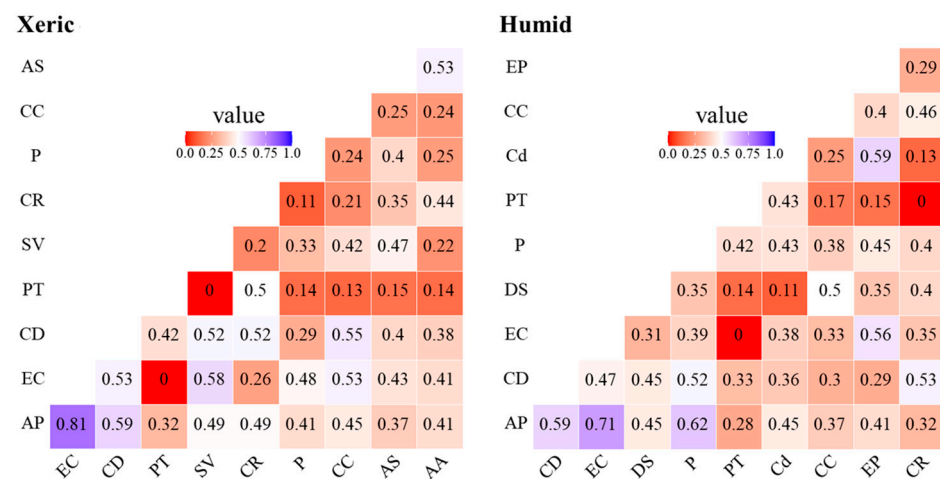 Xeric
AS 0.53
CC 0.25 0.24
value
0.0 0.25 0.5 0.75 1.0
P 0.24 0.4 0.25
CR 0.11 0.21 0.35 0.44
SV 0.2 0.33 0.42 0.47 0.22
PT 0 0.5 0.14 0.13 0.15 0.14
CD 0.42 0.52 0.52 0.29 0.55 0.4 0.38
EC 0.53 0 0.58 0.26 0.48 0.53 0.43 0.41
AP 0.81 0.59 0.32 0.49 0.49 0.41 0.45 0.37 0.41
EC CD PT SV CR P CC AS AA
Humid
EP 0.29
CC 0.4 0.46
value
0.0 0.25 0.5 0.75 1.0
Cd 0.25 0.59 0.13
PT 0.43 0.17 0.15 0
P 0.42 0.43 0.38 0.45 0.4
DS 0.35 0.14 0.11 0.5 0.35 0.4
EC 0.31 0.39 0 0.38 0.33 0.56 0.35
CD 0.47 0.45 0.52 0.33 0.36 0.3 0.29 0.53
AP 0.59 0.71 0.45 0.62 0.28 0.45 0.37 0.41 0.32
CD EC DS P PT Cd CC EP CR